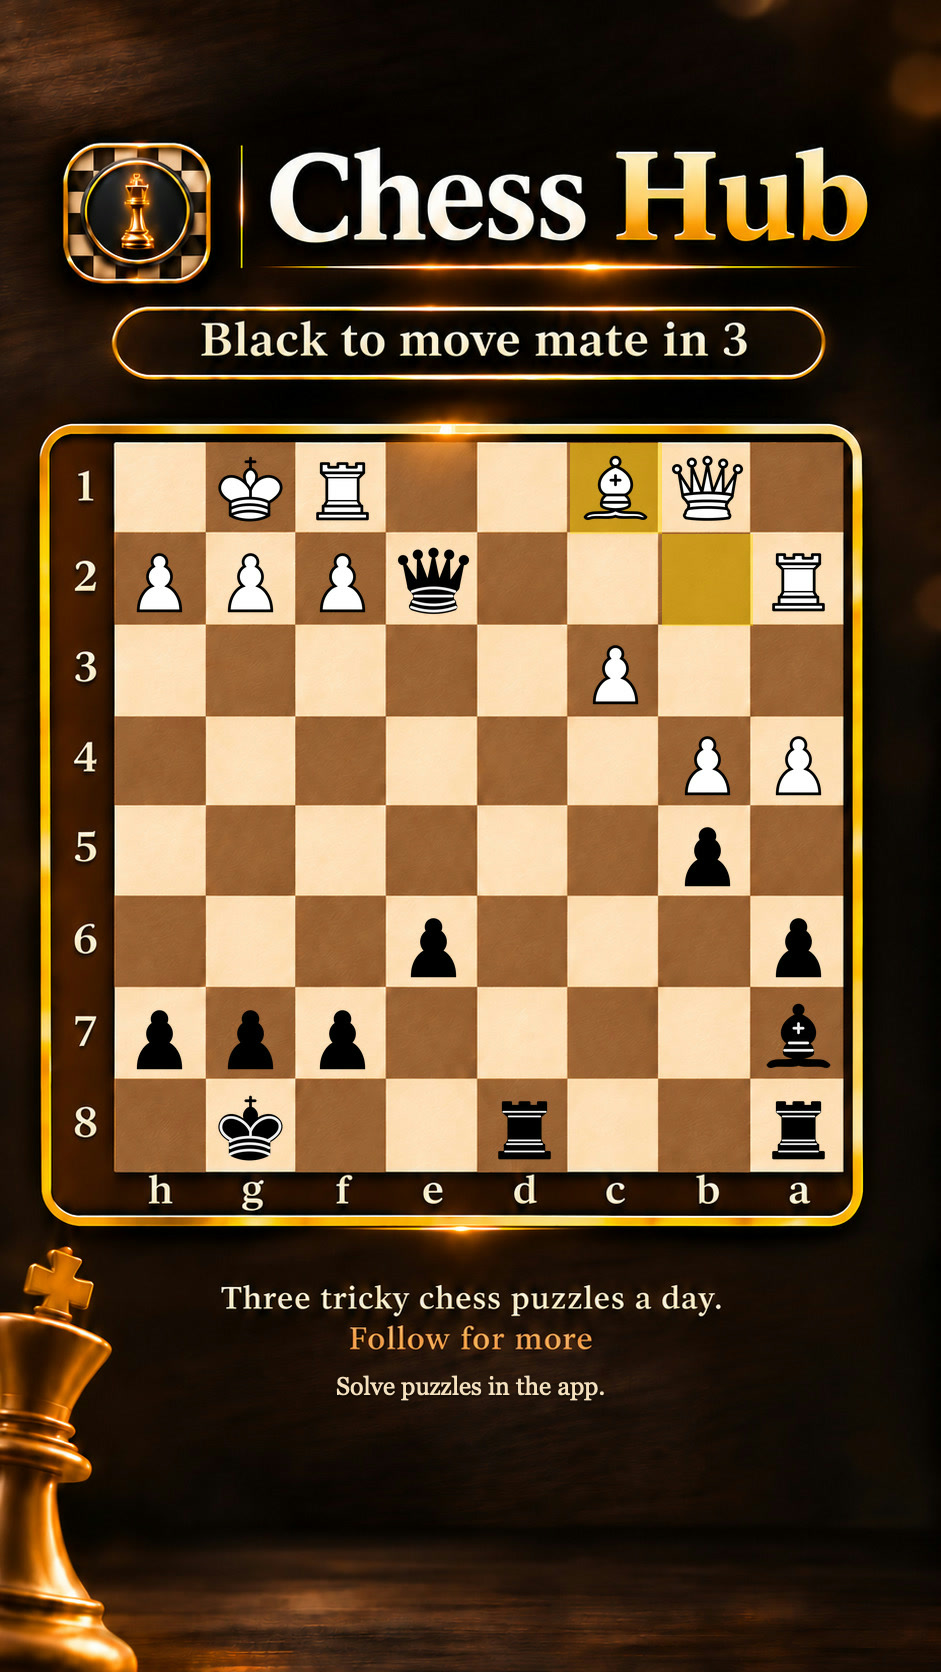 Chess Hub
Black to move mate in 3
1
2
3
4
5
6
7
8
h g f e d c b a
Three tricky chess puzzles a day.
Follow for more
Solve puzzles in the app.